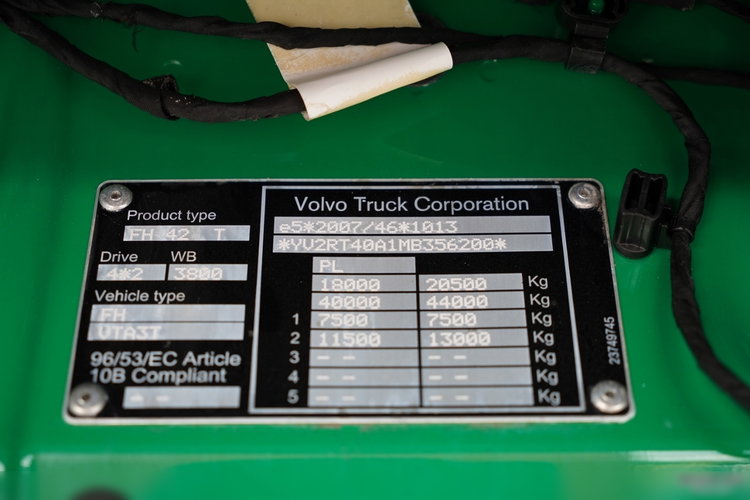 Product type
FH 42 T
Drive WB
4*2 3800
Vehicle type
FH
VTA3T
96/53/EC Article
10B Compliant
-- --
Volvo Truck Corporation
e5*2007/46*1013
*YV2RT40A1MB356200*
PL
18000 20500 Kg
40000 44000 Kg
1 7500 7500 Kg
2 11500 13000 Kg
3 -- -- -- -- Kg
4 -- -- -- -- Kg
5 -- -- -- -- Kg
23749745